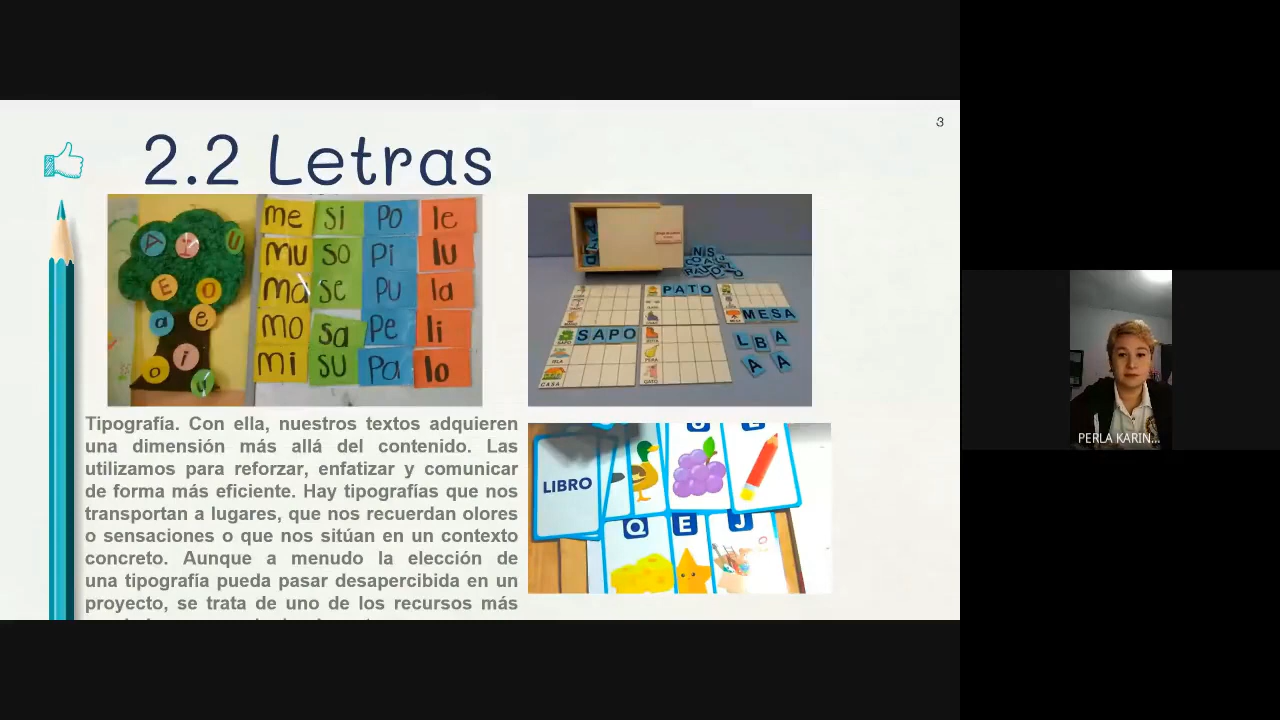 3
2.2 Letras
A I U
E O
a e
o i u
me si po le
mu so pi lu
ma se pu la
mo sa pe li
mi su pa lo
PATO
MESA
SAPO
L B A
A A
CASA
GATO
LIBRO
Q E J
Tipografía. Con ella, nuestros textos adquieren
una dimensión más allá del contenido. Las
utilizamos para reforzar, enfatizar y comunicar
de forma más eficiente. Hay tipografías que nos
transportan a lugares, que nos recuerdan olores
o sensaciones o que nos sitúan en un contexto
concreto. Aunque a menudo la elección de
una tipografía pueda pasar desapercibida en un
proyecto, se trata de uno de los recursos más
PERLA KARIN...